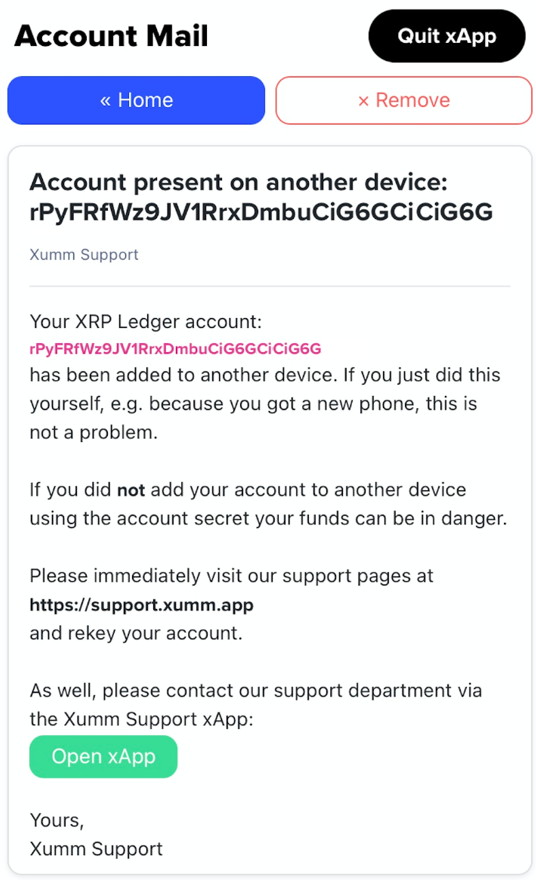 Account Mail
Quit xApp
« Home
× Remove
Account present on another device:
rPyFRfWz9JV1RrxDmbuCiG6GCiCiG6G
Xumm Support
Your XRP Ledger account:
rPyFRfWz9JV1RrxDmbuCiG6GCiCiG6G
has been added to another device. If you just did this
yourself, e.g. because you got a new phone, this is
not a problem.
If you did not add your account to another device
using the account secret your funds can be in danger.
Please immediately visit our support pages at
https://support.xumm.app
and rekey your account.
As well, please contact our support department via
the Xumm Support xApp:
Open xApp
Yours,
Xumm Support